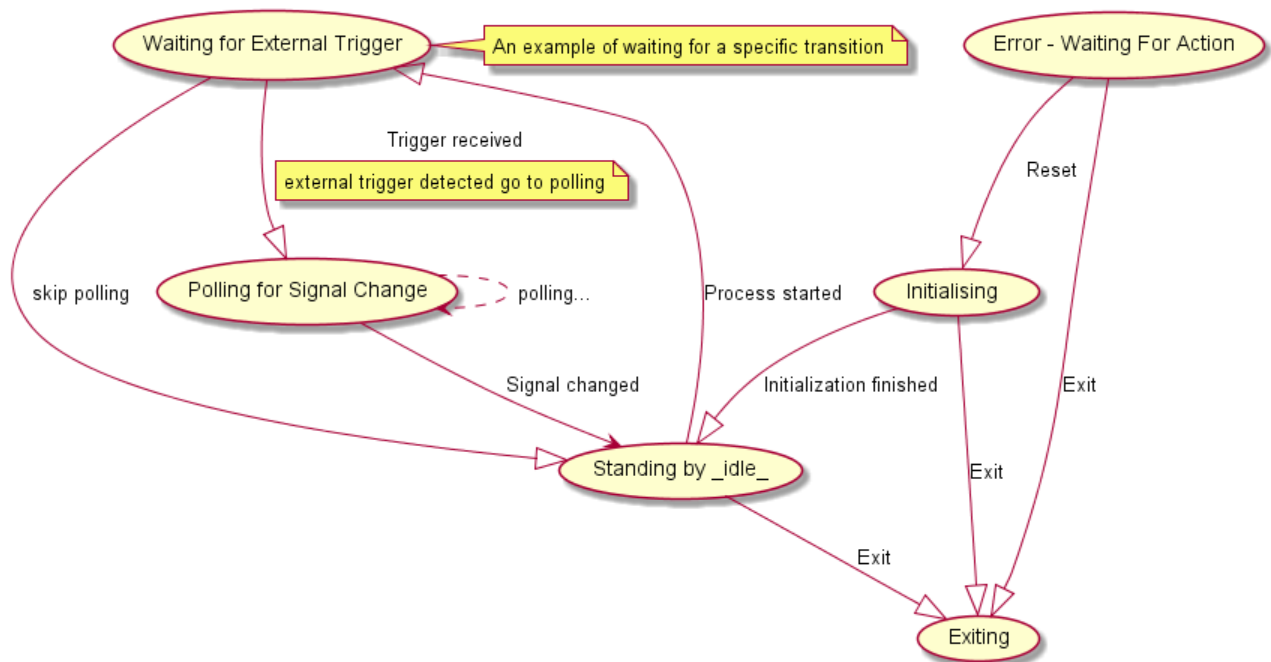 Waiting for External Trigger
An example of waiting for a specific transition
Error - Waiting For Action
Trigger received
external trigger detected go to polling
Reset
skip polling
Polling for Signal Change
polling...
Process started
Initialising
Signal changed
Initialization finished
Exit
Standing by _idle_
Exit
Exit
Exiting